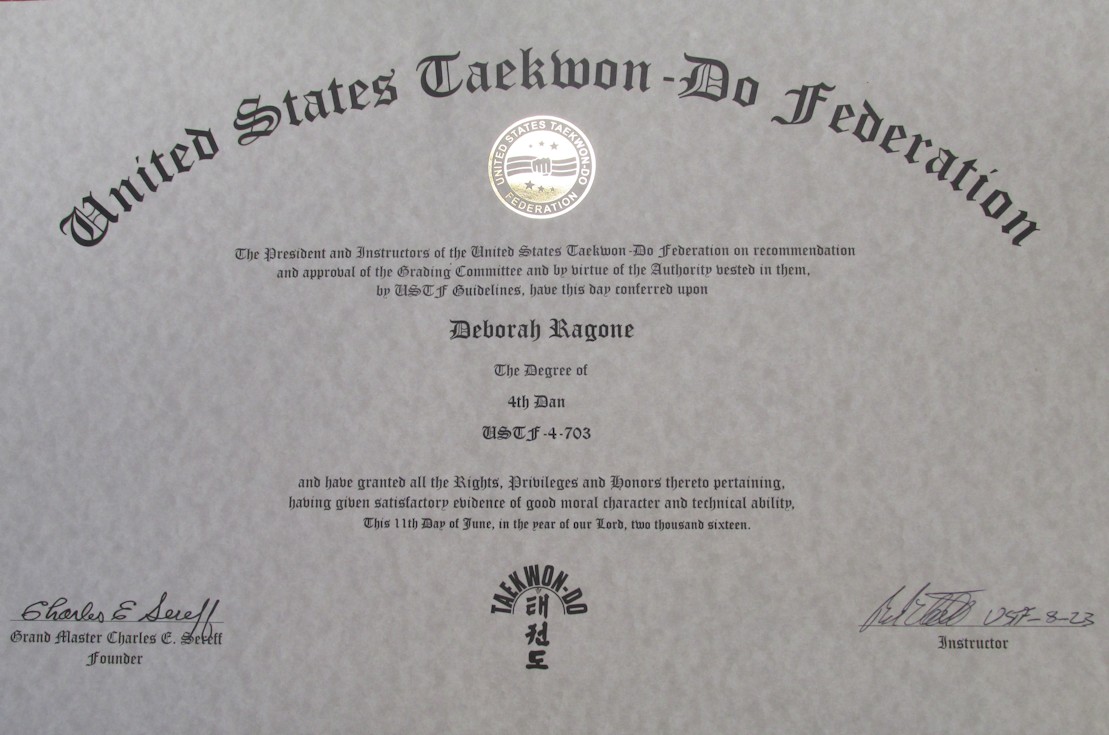 United States Taekwon-Do Federation
UNITED STATES TAEKWON-DO
FEDERATION
The President and Instructors of the United States Taekwon-Do Federation on recommendation
and approval of the Grading Committee and by virtue of the Authority vested in them,
by USTF Guidelines, have this day conferred upon
Deborah Ragone
The Degree of
4th Dan
USTF-4-703
and have granted all the Rights, Privileges and Honors thereto pertaining,
having given satisfactory evidence of good moral character and technical ability,
This 11th Day of June, in the year of our Lord, two thousand sixteen.
TAEKWON-DO
태
권
도
Charles E Sereff
Grand Master Charles E. Sereff
Founder
USTF-8-23
Instructor